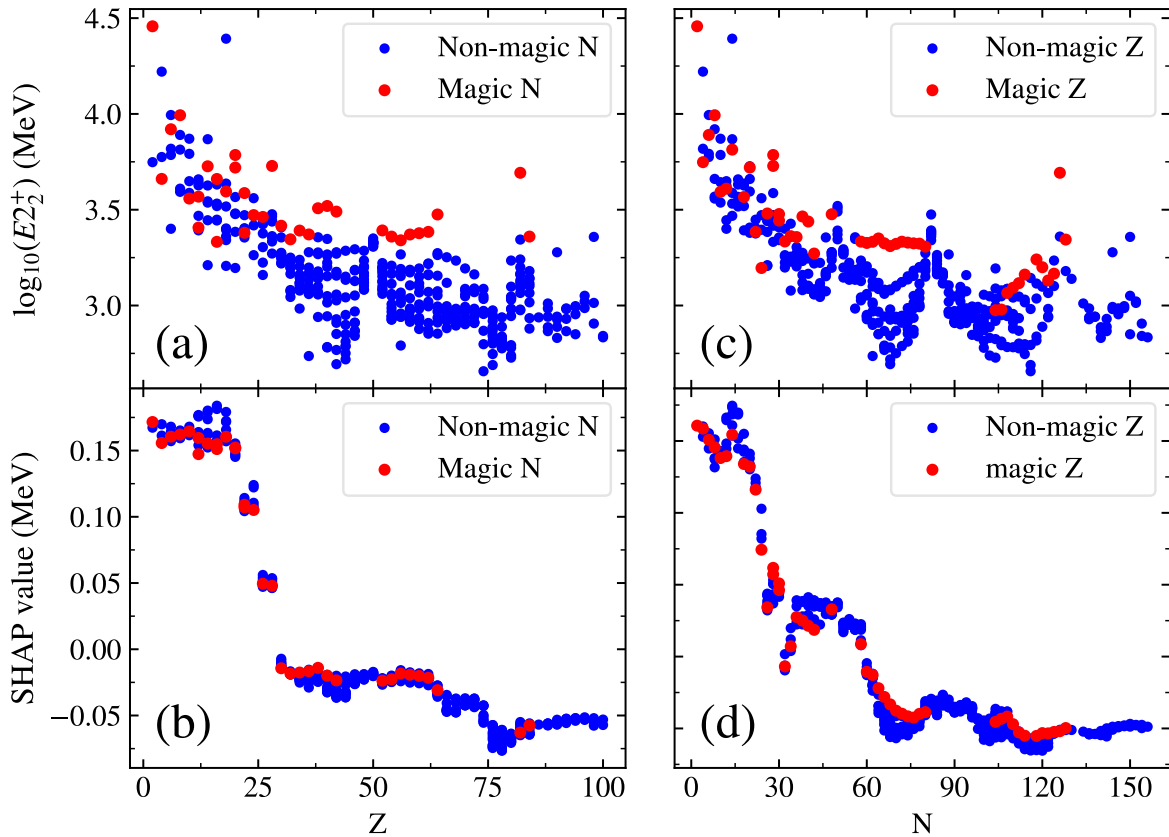 4.5
4.0
3.5
3.0
log₁₀(E2₂⁺) (MeV)
Non-magic N
Magic N
(a)
Non-magic Z
Magic Z
(c)
0.15
0.10
0.05
0.00
−0.05
SHAP value (MeV)
Non-magic N
Magic N
(b)
Non-magic Z
magic Z
(d)
0 25 50 75 100
Z
0 30 60 90 120 150
N